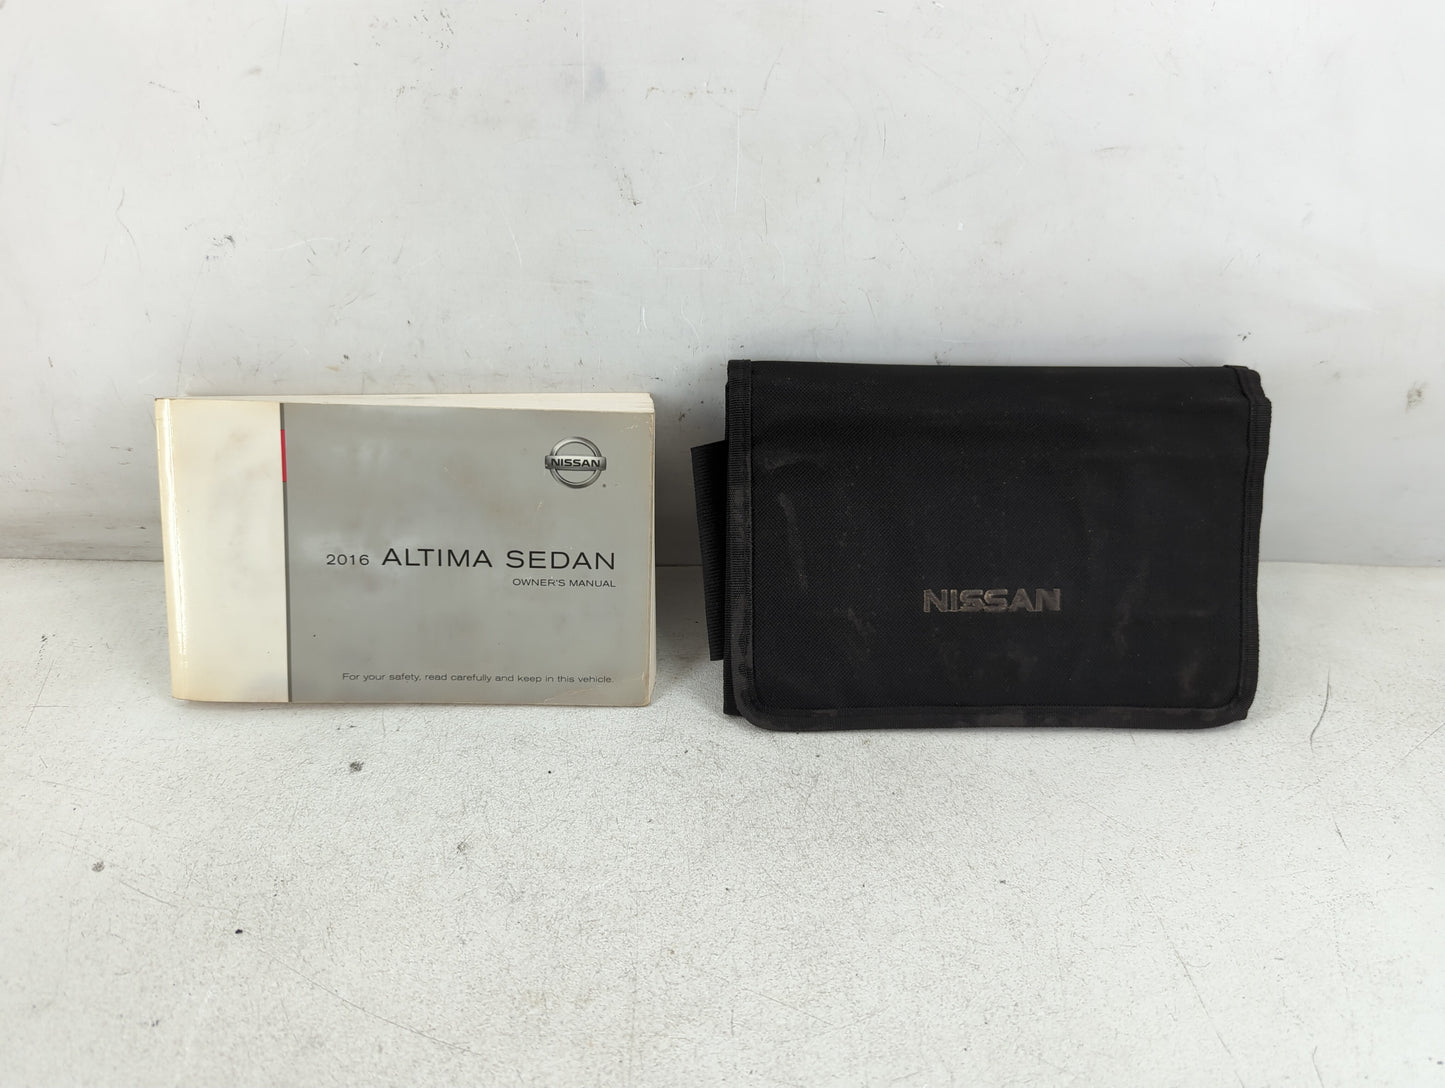 NISSAN
2016 ALTIMA SEDAN
OWNER'S MANUAL
For your safety, read carefully and keep in this vehicle.
NISSAN